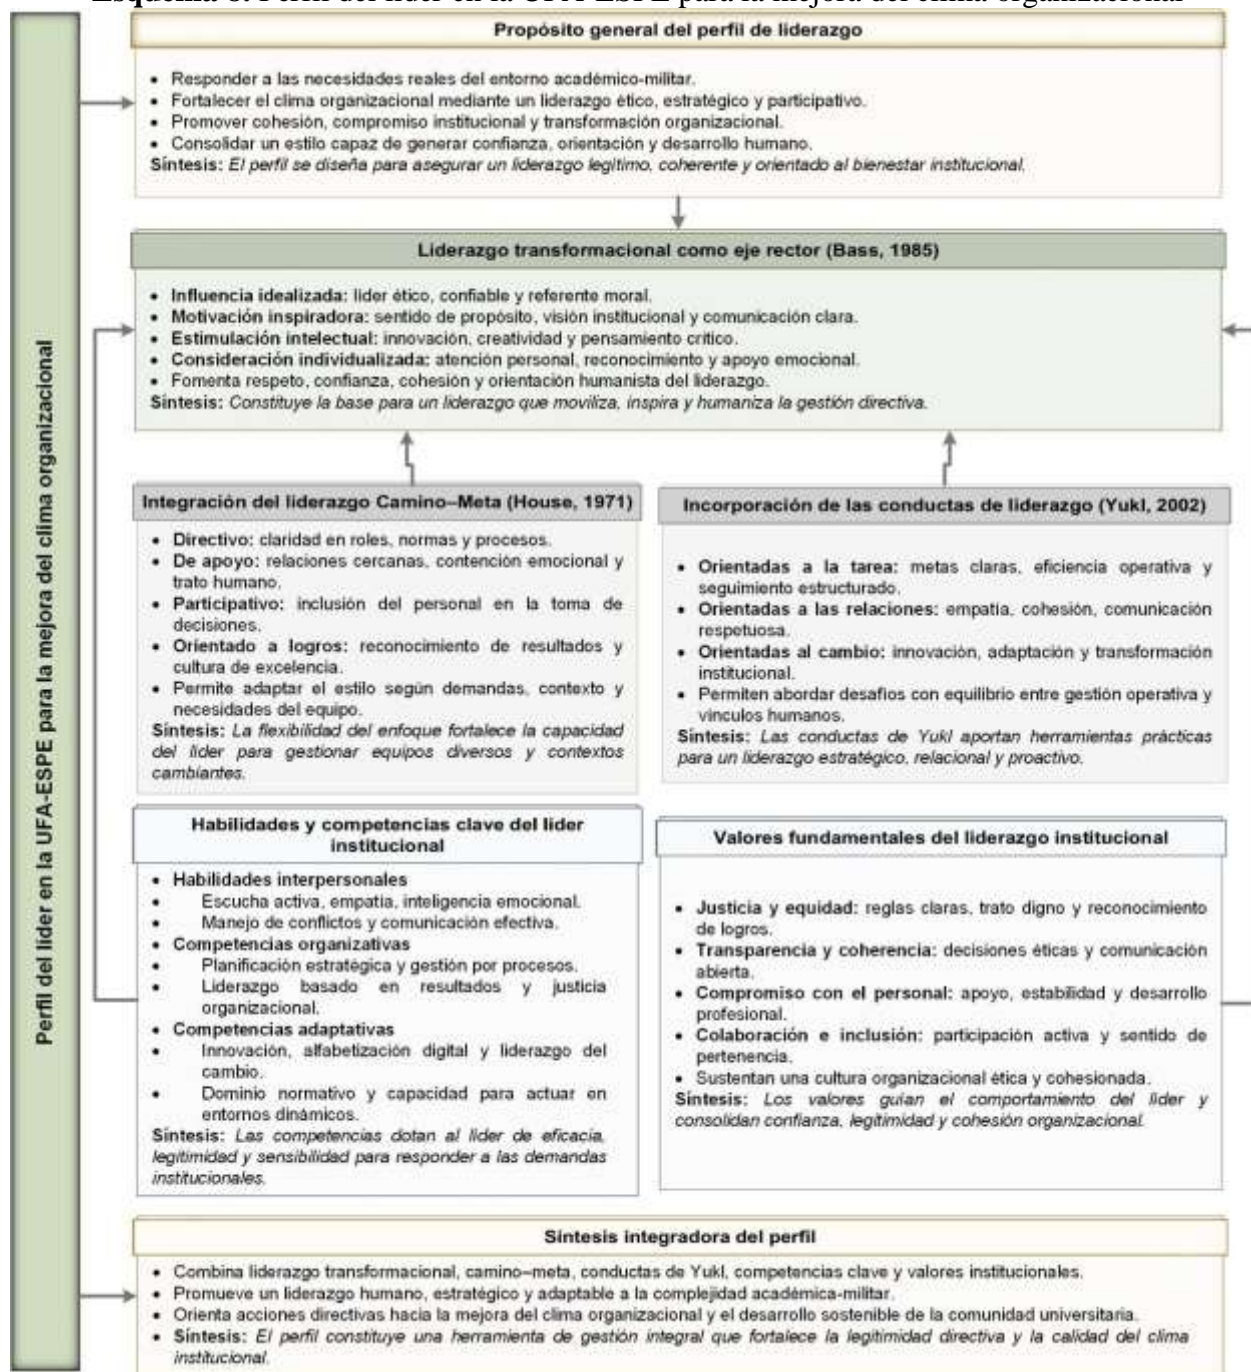 Perfil del líder en la UFA-ESPE para la mejora del clima organizacional
Propósito general del perfil de liderazgo
• Responder a las necesidades reales del entorno académico-militar.
• Fortalecer el clima organizacional mediante un liderazgo ético, estratégico y participativo.
• Promover cohesión, compromiso institucional y transformación organizacional.
• Consolidar un estilo capaz de generar confianza, orientación y desarrollo humano.
Síntesis: El perfil se diseña para asegurar un liderazgo legítimo, coherente y orientado al bienestar institucional.
Liderazgo transformacional como eje rector (Bass, 1985)
• Influencia idealizada: líder ético, confiable y referente moral.
• Motivación inspiradora: sentido de propósito, visión institucional y comunicación clara.
• Estimulación intelectual: innovación, creatividad y pensamiento crítico.
• Consideración individualizada: atención personal, reconocimiento y apoyo emocional.
• Fomenta respeto, confianza, cohesión y orientación humanista del liderazgo.
Síntesis: Constituye la base para un liderazgo que moviliza, inspira y humaniza la gestión directiva.
Integración del liderazgo Camino–Meta (House, 1971)
• Directivo: claridad en roles, normas y procesos.
• De apoyo: relaciones cercanas, contención emocional y
trato humano.
• Participativo: inclusión del personal en la toma de
decisiones.
• Orientado a logros: reconocimiento de resultados y
cultura de excelencia.
• Permite adaptar el estilo según demandas, contexto y
necesidades del equipo.
Síntesis: La flexibilidad del enfoque fortalece la capacidad
del líder para gestionar equipos diversos y contextos
cambiantes.
Incorporación de las conductas de liderazgo (Yukl, 2002)
• Orientadas a la tarea: metas claras, eficiencia operativa y
seguimiento estructurado.
• Orientadas a las relaciones: empatía, cohesión, comunicación
respetuosa.
• Orientadas al cambio: innovación, adaptación y transformación
institucional.
• Permiten abordar desafíos con equilibrio entre gestión operativa y
vínculos humanos.
Síntesis: Las conductas de Yukl aportan herramientas prácticas
para un liderazgo estratégico, relacional y proactivo.
Habilidades y competencias clave del líder
institucional
• Habilidades interpersonales
• Escucha activa, empatía, inteligencia emocional.
• Manejo de conflictos y comunicación efectiva.
• Competencias organizativas
• Planificación estratégica y gestión por procesos.
• Liderazgo basado en resultados y justicia
organizacional.
• Competencias adaptativas
• Innovación, alfabetización digital y liderazgo del
cambio.
• Dominio normativo y capacidad para actuar en
entornos dinámicos.
Síntesis: Las competencias dotan al líder de eficacia,
legitimidad y sensibilidad para responder a las demandas
institucionales.
Valores fundamentales del liderazgo institucional
• Justicia y equidad: reglas claras, trato digno y reconocimiento
de logros.
• Transparencia y coherencia: decisiones éticas y comunicación
abierta.
• Compromiso con el personal: apoyo, estabilidad y desarrollo
profesional.
• Colaboración e inclusión: participación activa y sentido de
pertenencia.
• Sustentan una cultura organizacional ética y cohesionada.
Síntesis: Los valores guían el comportamiento del líder y
consolidan confianza, legitimidad y cohesión organizacional.
Síntesis integradora del perfil
• Combina liderazgo transformacional, camino–meta, conductas de Yukl, competencias clave y valores institucionales.
• Promueve un liderazgo humano, estratégico y adaptable a la complejidad académica-militar.
• Orienta acciones directivas hacia la mejora del clima organizacional y el desarrollo sostenible de la comunidad universitaria.
• Síntesis: El perfil constituye una herramienta de gestión integral que fortalece la legitimidad directiva y la calidad del clima
institucional.